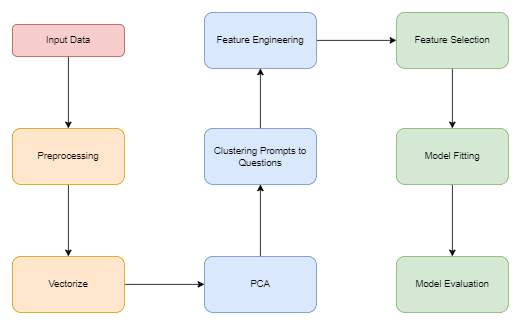 Input Data
Preprocessing
Vectorize
PCA
Clustering Prompts to
Questions
Feature Engineering
Feature Selection
Model Fitting
Model Evaluation